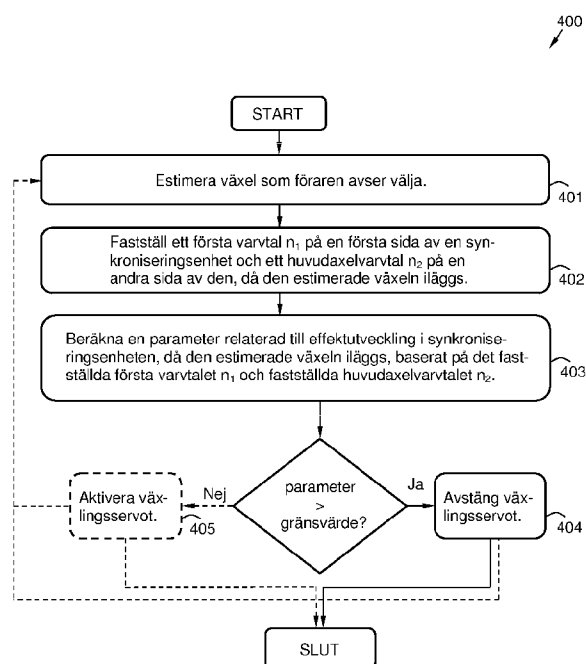 400
START
Estimera växel som föraren avser välja.
401
Fastställ ett första varvtal n₁ på en första sida av en syn-
kroniseringsenhet och ett huvudaxelvarvtal n₂ på en
andra sida av den, då den estimerade växeln iläggs.
402
Beräkna en parameter relaterad till effektutveckling i synkronise-
ringsenheten, då den estimerade växeln iläggs, baserat på det fast-
ställda första varvtalet n₁ och fastställda huvudaxelvarvtalet n₂.
403
Aktivera väx-
lingsservot.
405
Nej
parameter
>
gränsvärde?
Ja
Avstäng väx-
lingsservot.
404
SLUT